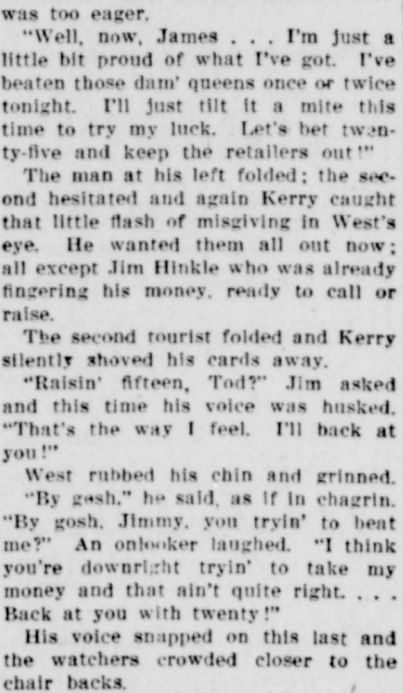 was too eager.
"Well, now, James . . . I'm just a
little bit proud of what I've got. I've
beaten those dam' queens once or twice
tonight. I'll just tilt it a mite this
time to try my luck. Let's bet twen-
ty-five and keep the retailers out!"
The man at his left folded; the sec-
ond hesitated and again Kerry caught
that little flash of misgiving in West's
eye. He wanted them all out now;
all except Jim Hinkle who was already
fingering his money, ready to call or
raise.
The second tourist folded and Kerry
silently shoved his cards away.
"Raisin' fifteen, Tod?" Jim asked
and this time his voice was husked.
"That's the way I feel. I'll back at
you!"
West rubbed his chin and grinned.
"By gosh," he said, as if in chagrin.
"By gosh, Jimmy, you tryin' to beat
me?" An onlooker laughed. "I think
you're downright tryin' to take my
money and that ain't quite right. . . .
Back at you with twenty!"
His voice snapped on this last and
the watchers crowded closer to the
chair backs.